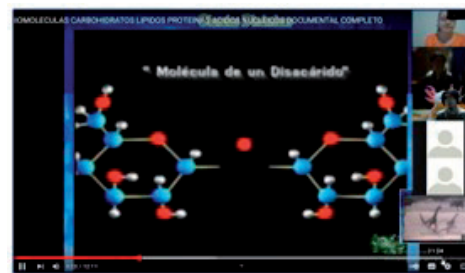 BIOMOLECULAS CARBOHIDRATOS LIPIDOS PROTEINAS ACIDOS NUCLEICOS DOCUMENTAL COMPLETO
" Molécula de un Disacárido"